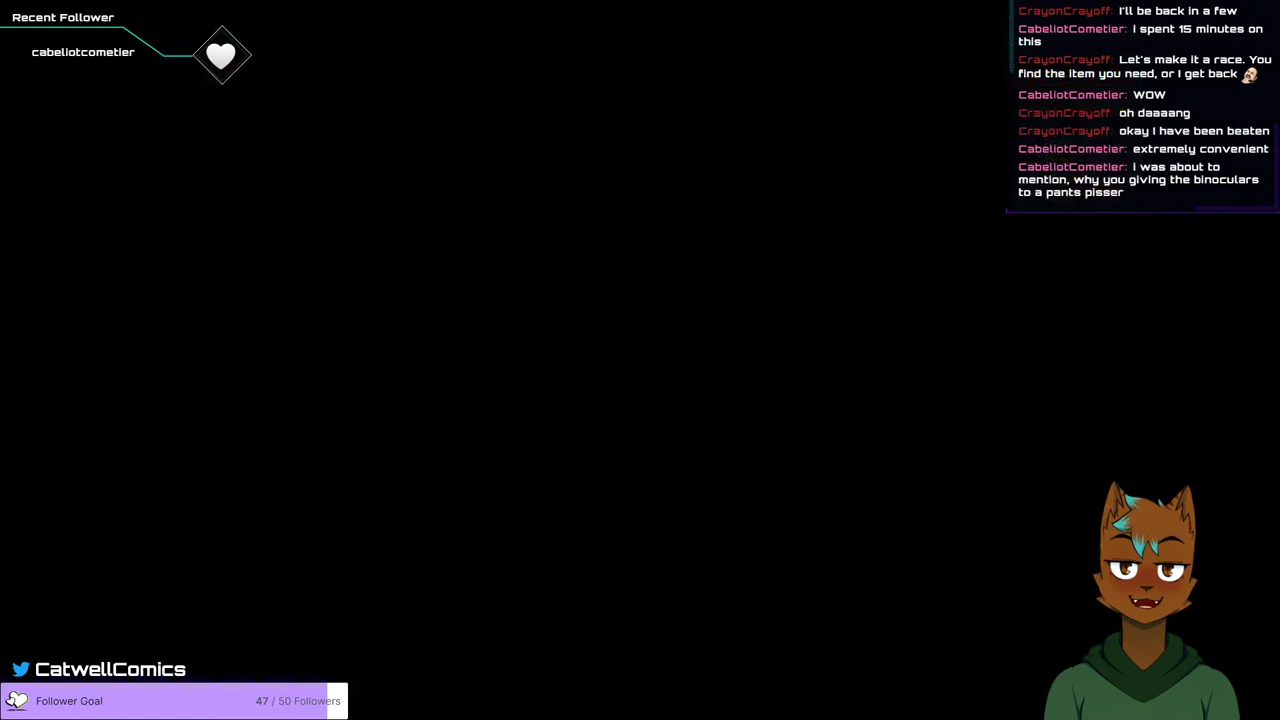 Recent Follower
cabeliotcometier
CrayonCrayoff: I'll be back in a few
CabeliotCometier: I spent 15 minutes on
this
CrayonCrayoff: Let's make it a race. You
find the item you need, or I get back
CabeliotCometier: WOW
CrayonCrayoff: oh daaaang
CrayonCrayoff: okay I have been beaten
CabeliotCometier: extremely convenient
CabeliotCometier: i was about to
mention, why you giving the binoculars
to a pants pisser
CatwellComics
Follower Goal 47 / 50 Followers